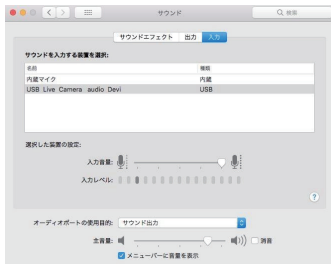 サウンド
検索
サウンドエフェクト 出力 入力
サウンドを入力する装置を選択:
名前 種類
内蔵マイク 内蔵
USB Live Camera audio Devi USB
選択した装置の設定:
入力音量:
入力レベル:
?
オーディオポートの使用目的: サウンド出力
主音量: 消音
メニューバーに音量を表示